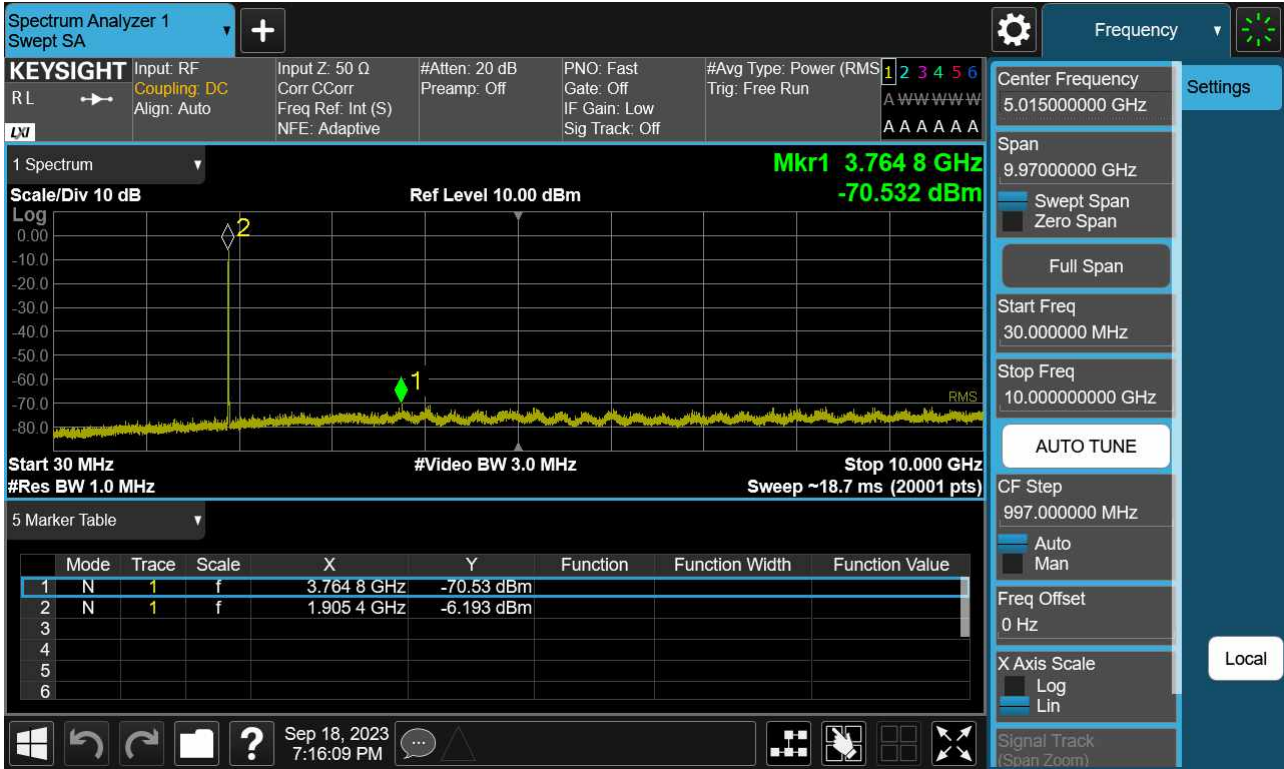 Spectrum Analyzer 1
Swept SA
Frequency
KEYSIGHT
RL
LXI
Input: RF
Coupling: DC
Align: Auto
Input Z: 50 Ω
Corr CCorr
Freq Ref: Int (S)
NFE: Adaptive
#Atten: 20 dB
Preamp: Off
PNO: Fast
Gate: Off
IF Gain: Low
Sig Track: Off
#Avg Type: Power (RMS
Trig: Free Run
1 2 3 4 5 6
A W W W W W
A A A A A A
1 Spectrum
Scale/Div 10 dB
Ref Level 10.00 dBm
Mkr1 3.764 8 GHz
-70.532 dBm
Log
0.00
-10.0
-20.0
-30.0
-40.0
-50.0
-60.0
-70.0
-80.0
2
1
RMS
Start 30 MHz
#Video BW 3.0 MHz
Stop 10.000 GHz
#Res BW 1.0 MHz
Sweep ~18.7 ms (20001 pts)
5 Marker Table
Mode Trace Scale X Y Function Function Width Function Value
1 N 1 f 3.764 8 GHz -70.53 dBm
2 N 1 f 1.905 4 GHz -6.193 dBm
3
4
5
6
Sep 18, 2023
7:16:09 PM
Center Frequency
5.015000000 GHz
Span
9.97000000 GHz
Swept Span
Zero Span
Full Span
Start Freq
30.000000 MHz
Stop Freq
10.000000000 GHz
AUTO TUNE
CF Step
997.000000 MHz
Auto
Man
Freq Offset
0 Hz
X Axis Scale
Log
Lin
Signal Track
(Span Zoom)
Settings
Local